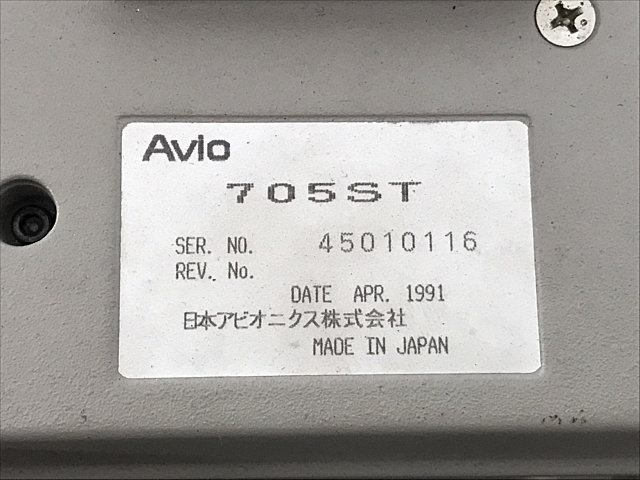 Avio
705ST
SER. NO. 45010116
REV. No.
DATE APR. 1991
日本アビオニクス株式会社
MADE IN JAPAN